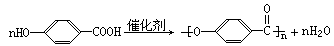 nHO COOH 催化剂 [O C O ]n + nH2O